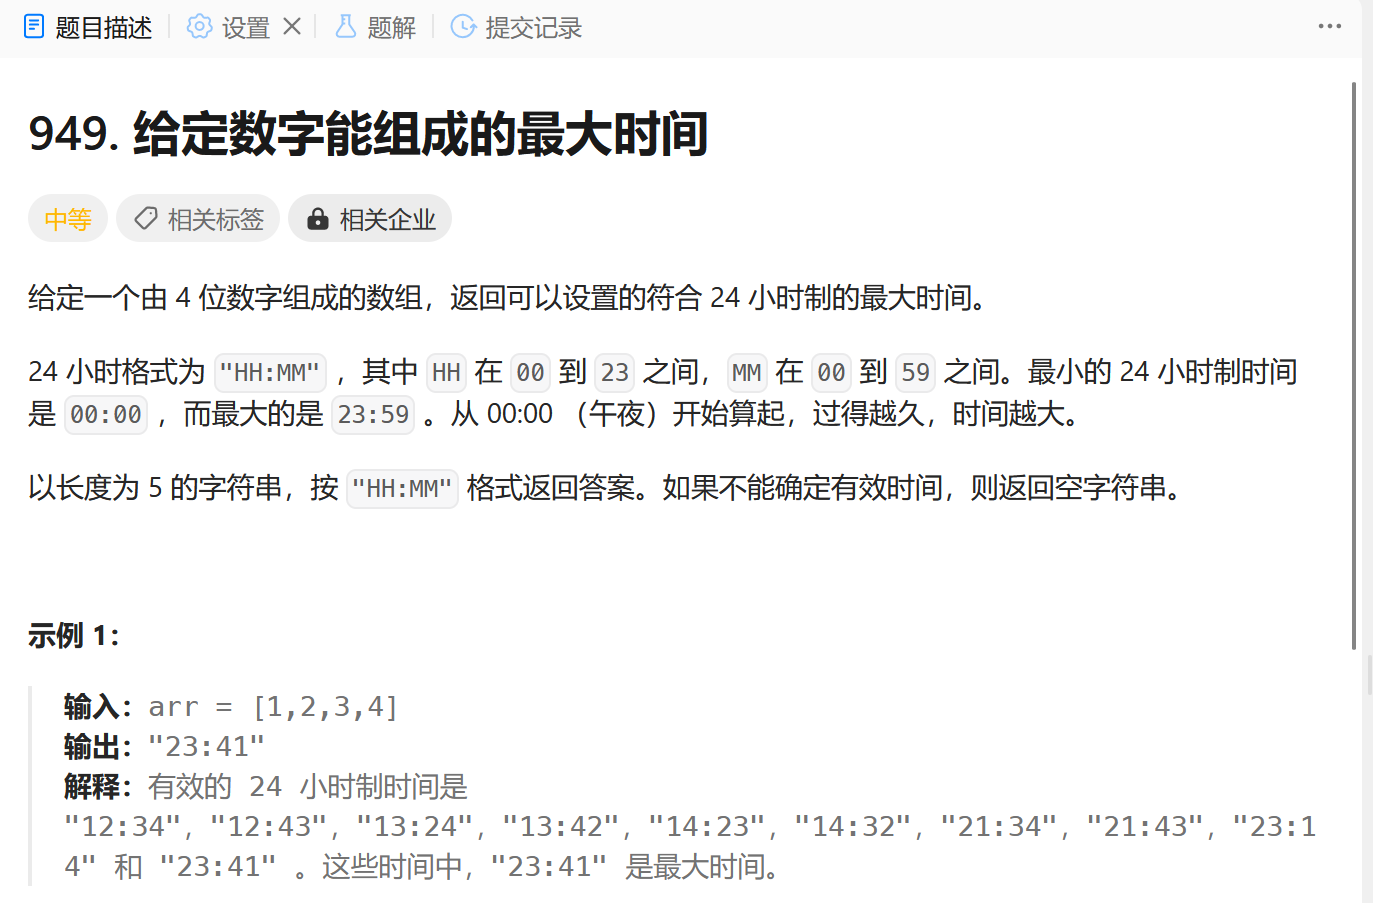 题目描述 设置 题解 提交记录
949. 给定数字能组成的最大时间
中等 相关标签 相关企业
给定一个由 4 位数字组成的数组，返回可以设置的符合 24 小时制的最大时间。
24 小时格式为 "HH:MM" ，其中 HH 在 00 到 23 之间，MM 在 00 到 59 之间。最小的 24 小时制时间
是 00:00 ，而最大的是 23:59 。从 00:00 （午夜）开始算起，过得越久，时间越大。
以长度为 5 的字符串，按 "HH:MM" 格式返回答案。如果不能确定有效时间，则返回空字符串。
示例 1：
输入：arr = [1,2,3,4]
输出："23:41"
解释：有效的 24 小时制时间是
"12:34"，"12:43"，"13:24"，"13:42"，"14:23"，"14:32"，"21:34"，"21:43"，"23:1
4" 和 "23:41" 。这些时间中，"23:41" 是最大时间。